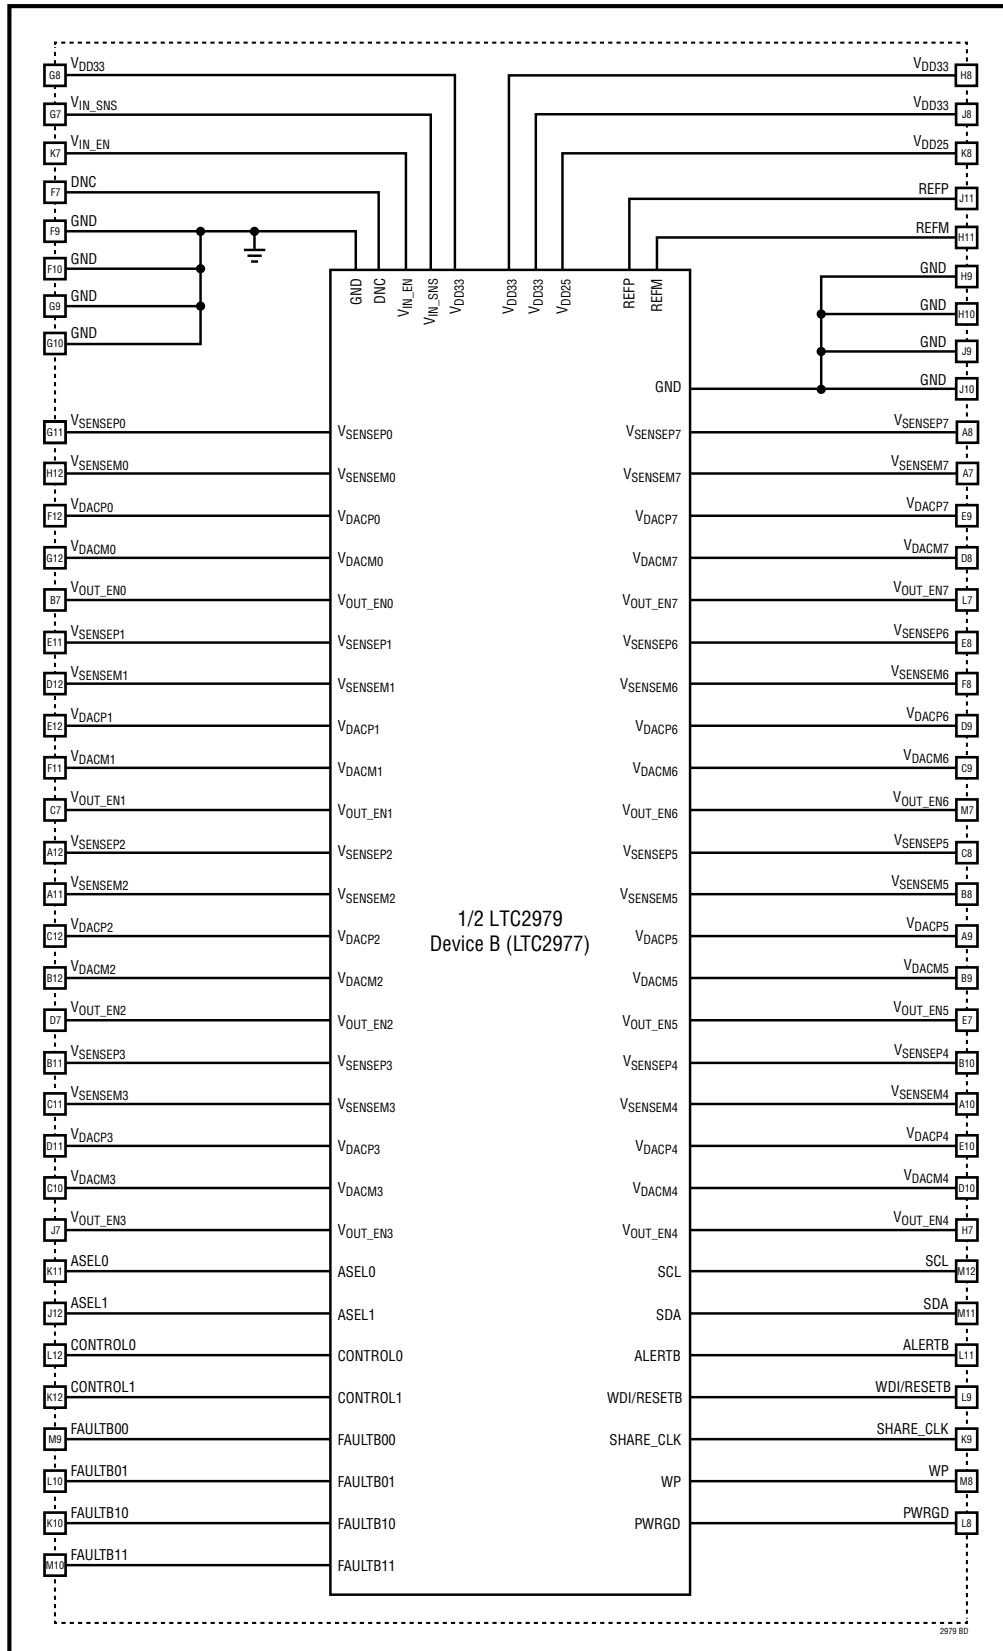 G8 VDD33 VDD33 H8
G7 VIN_SNS VDD33 J8
K7 VIN_EN VDD25 K8
F7 DNC REFP J11
F9 GND REFM H11
F10 GND GND H9
G9 GND GND H10
G10 GND GND J9
GND J10
GND DNC VIN_EN VIN_SNS VDD33 VDD33 VDD33 VDD25 REFP REFM
GND
G11 VSENSEP0 VSENSEP0 VSENSEP7 VSENSEP7 A8
H12 VSENSEM0 VSENSEM0 VSENSEM7 VSENSEM7 A7
F12 VDACP0 VDACP0 VDACP7 VDACP7 E9
G12 VDACM0 VDACM0 VDACM7 VDACM7 D8
B7 VOUT_EN0 VOUT_EN0 VOUT_EN7 VOUT_EN7 L7
E11 VSENSEP1 VSENSEP1 VSENSEP6 VSENSEP6 E8
D12 VSENSEM1 VSENSEM1 VSENSEM6 VSENSEM6 F8
E12 VDACP1 VDACP1 VDACP6 VDACP6 D9
F11 VDACM1 VDACM1 VDACM6 VDACM6 C9
C7 VOUT_EN1 VOUT_EN1 VOUT_EN6 VOUT_EN6 M7
A12 VSENSEP2 VSENSEP2 VSENSEP5 VSENSEP5 C8
A11 VSENSEM2 VSENSEM2 VSENSEM5 VSENSEM5 B8
1/2 LTC2979
Device B (LTC2977)
C12 VDACP2 VDACP2 VDACP5 VDACP5 A9
B12 VDACM2 VDACM2 VDACM5 VDACM5 B9
D7 VOUT_EN2 VOUT_EN2 VOUT_EN5 VOUT_EN5 E7
B11 VSENSEP3 VSENSEP3 VSENSEP4 VSENSEP4 B10
C11 VSENSEM3 VSENSEM3 VSENSEM4 VSENSEM4 A10
D11 VDACP3 VDACP3 VDACP4 VDACP4 E10
C10 VDACM3 VDACM3 VDACM4 VDACM4 D10
J7 VOUT_EN3 VOUT_EN3 VOUT_EN4 VOUT_EN4 H7
K11 ASEL0 ASEL0 SCL SCL M12
J12 ASEL1 ASEL1 SDA SDA M11
L12 CONTROL0 CONTROL0 ALERTB ALERTB L11
K12 CONTROL1 CONTROL1 WDI/RESETB WDI/RESETB L9
M9 FAULTB00 FAULTB00 SHARE_CLK SHARE_CLK K9
L10 FAULTB01 FAULTB01 WP WP M8
K10 FAULTB10 FAULTB10 PWRGD PWRGD L8
M10 FAULTB11 FAULTB11
2979 BD